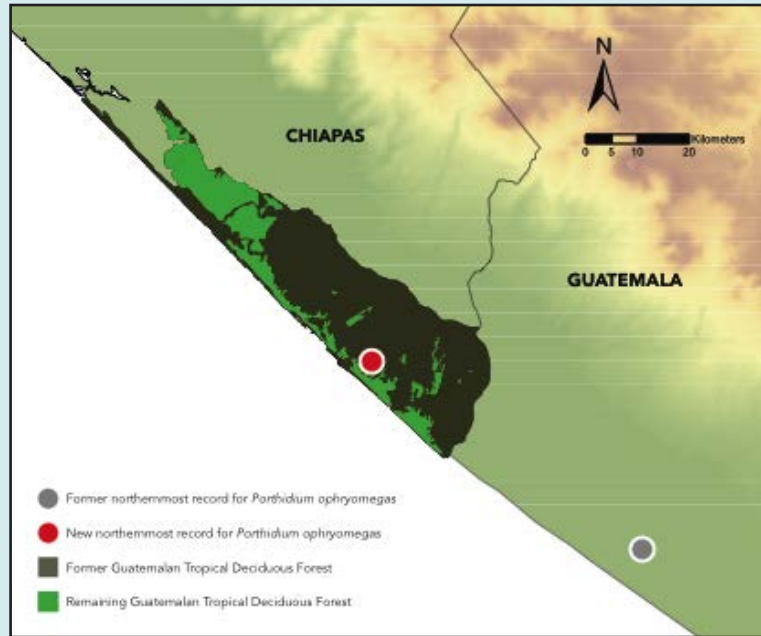 N
CHIAPAS
Kilometers
0 5 10 20
GUATEMALA
Former northernmost record for Porthidium ophryomegas
New northernmost record for Porthidium ophryomegas
Former Guatemalan Tropical Deciduous Forest
Remaining Guatemalan Tropical Deciduous Forest